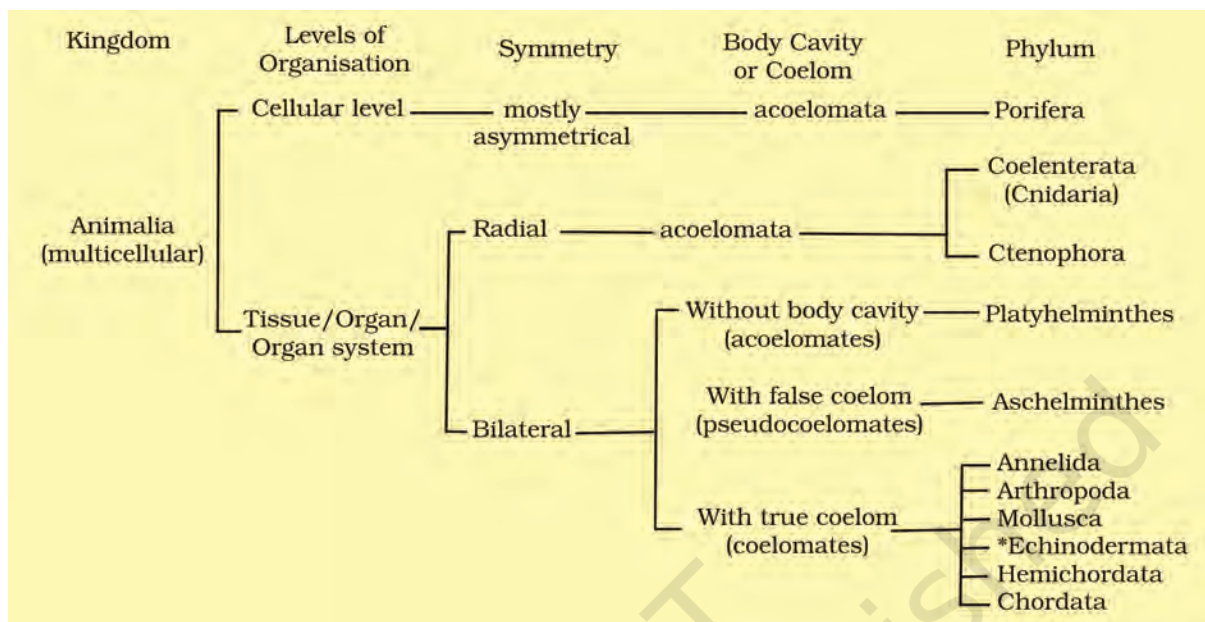 Kingdom
Levels of
Organisation
Symmetry
Body Cavity
or Coelom
Phylum
Cellular level
mostly
asymmetrical
acoelomata
Porifera
Animalia
(multicellular)
Tissue/Organ/
Organ system
Radial
acoelomata
Coelenterata
(Cnidaria)
Ctenophora
Bilateral
Without body cavity
(acoelomates)
Platyhelminthes
With false coelom
(pseudocoelomates)
Aschelminthes
With true coelom
(coelomates)
Annelida
Arthropoda
Mollusca
*Echinodermata
Hemichordata
Chordata